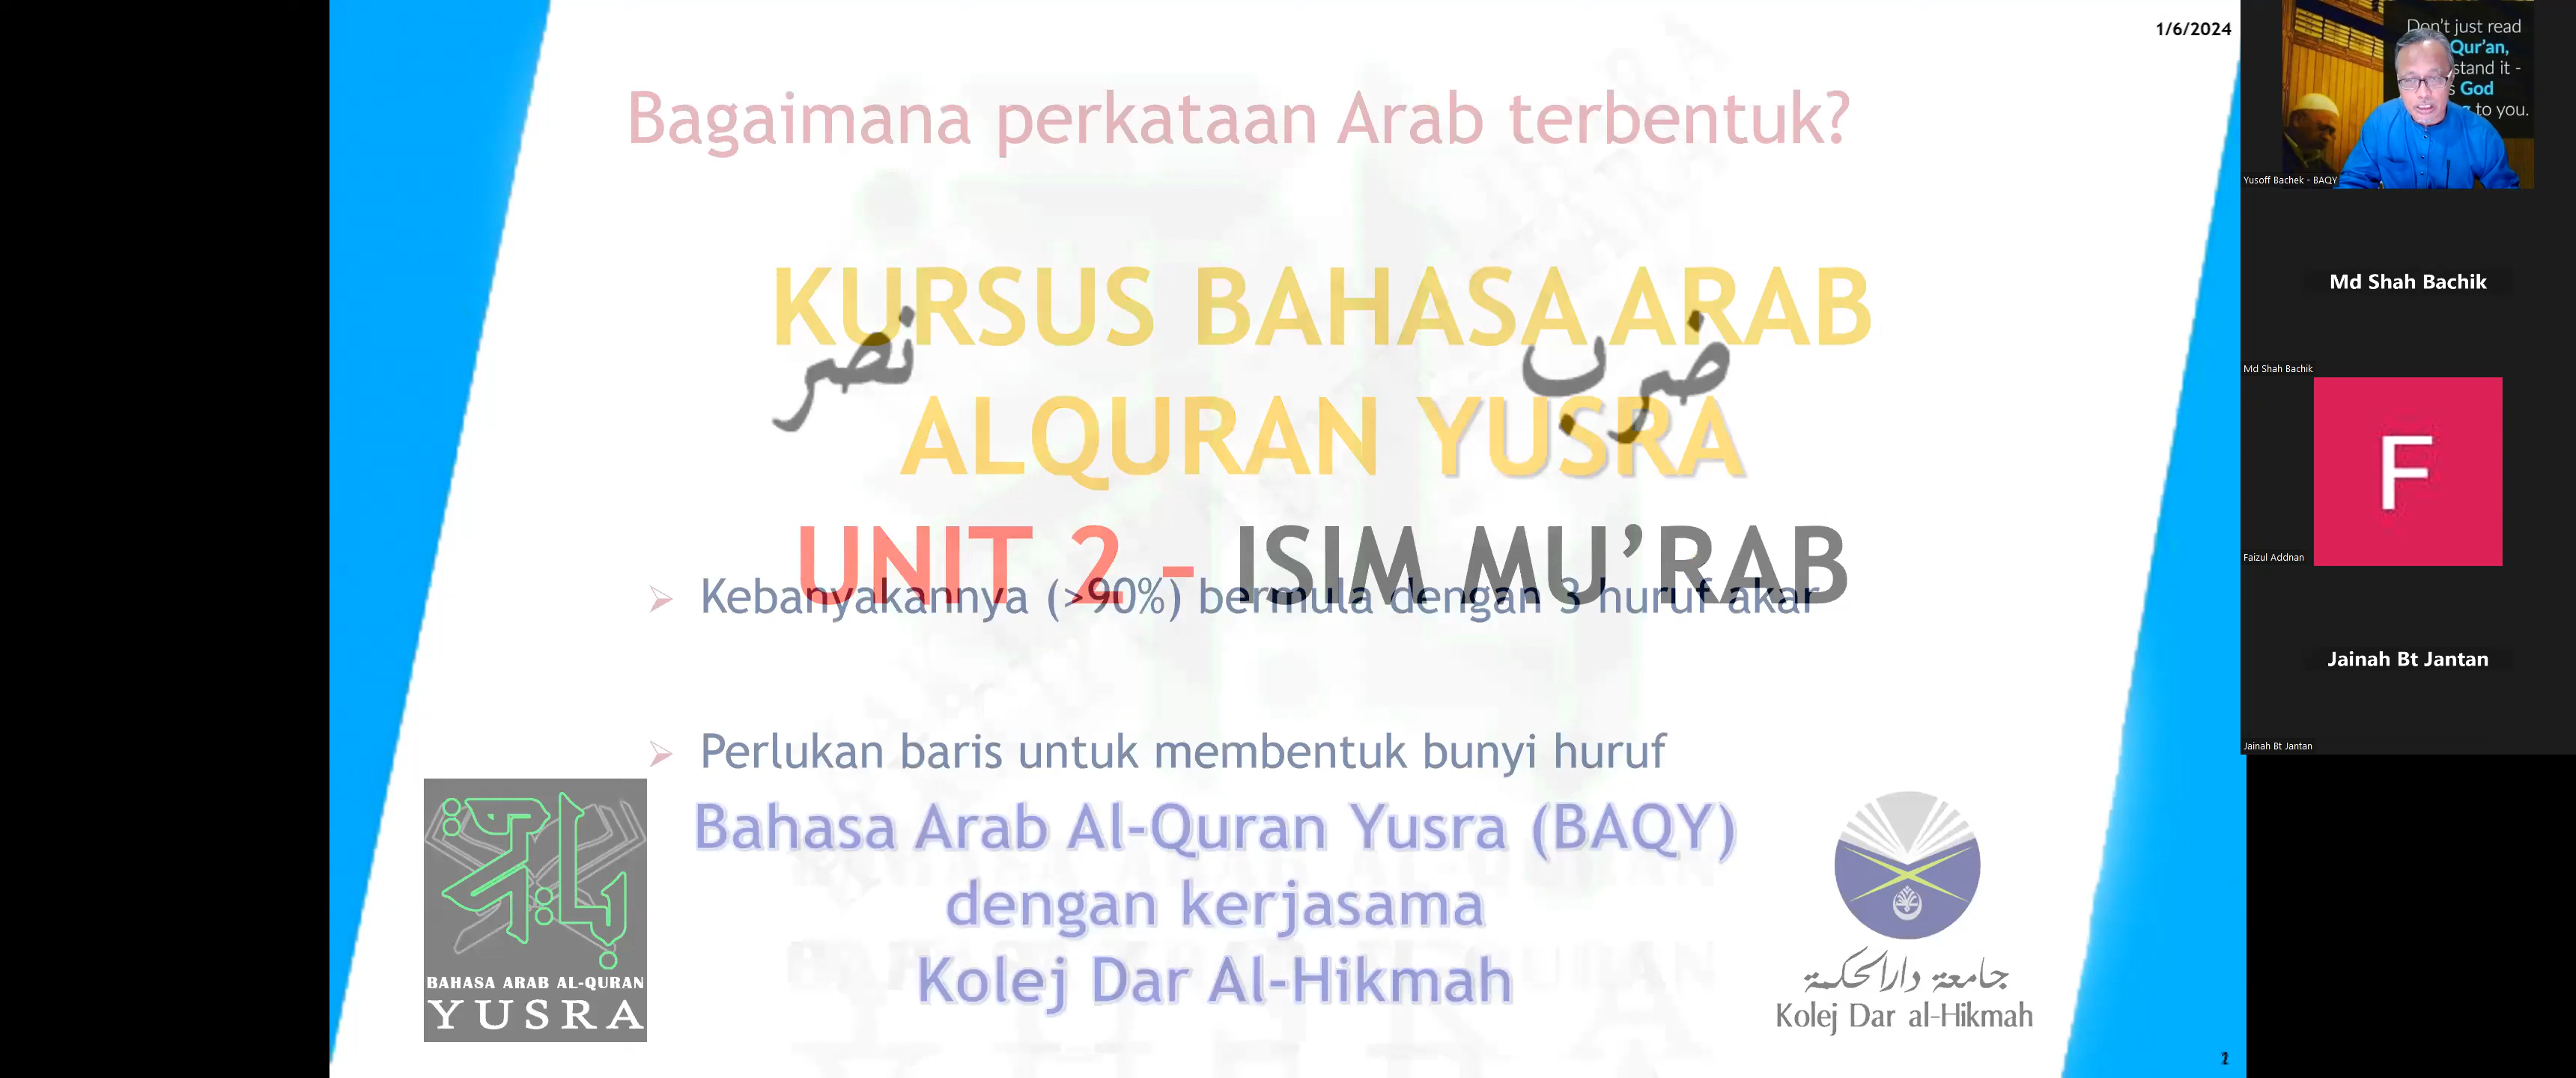 1/6/2024
Bagaimana perkataan Arab terbentuk?
KURSUS BAHASA ARAB
نصر
ضرب
ALQURAN YUSRA
UNIT 2 – ISIM MU’RAB
Kebanyakannya (>90%) bermula dengan 3 huruf akar
Perlukan baris untuk membentuk bunyi huruf
Bahasa Arab Al-Quran Yusra (BAQY)
dengan kerjasama
Kolej Dar Al-Hikmah
BAHASA ARAB AL-QURAN
YUSRA
جامعة دار الحكمة
Kolej Dar al-Hikmah
2
Don't just read
Qur'an,
stand it -
God
to you.
Yusoff Bachek - BAQY
Md Shah Bachik
Md Shah Bachik
F
Faizul Addnan
Jainah Bt Jantan
Jainah Bt Jantan